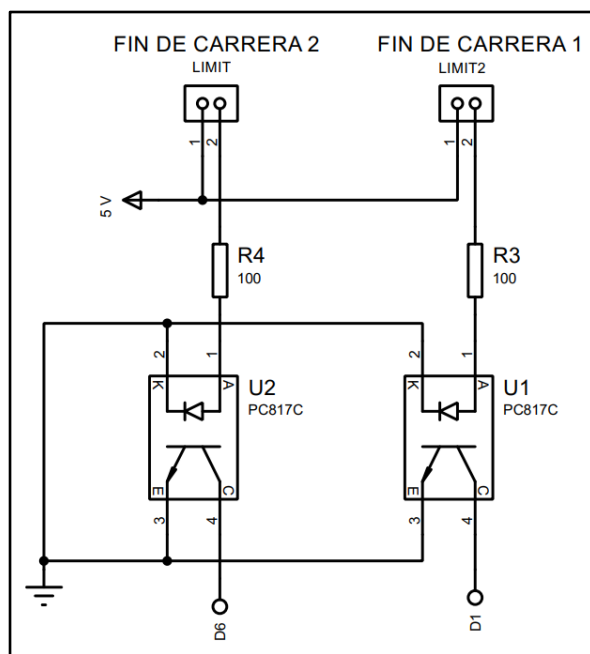 FIN DE CARRERA 2
LIMIT
FIN DE CARRERA 1
LIMIT2
1
2
1
2
5 V
R4
100
R3
100
2
1
K
A
U2
PC817C
E
C
3
4
2
1
K
A
U1
PC817C
E
C
3
4
D6
D1